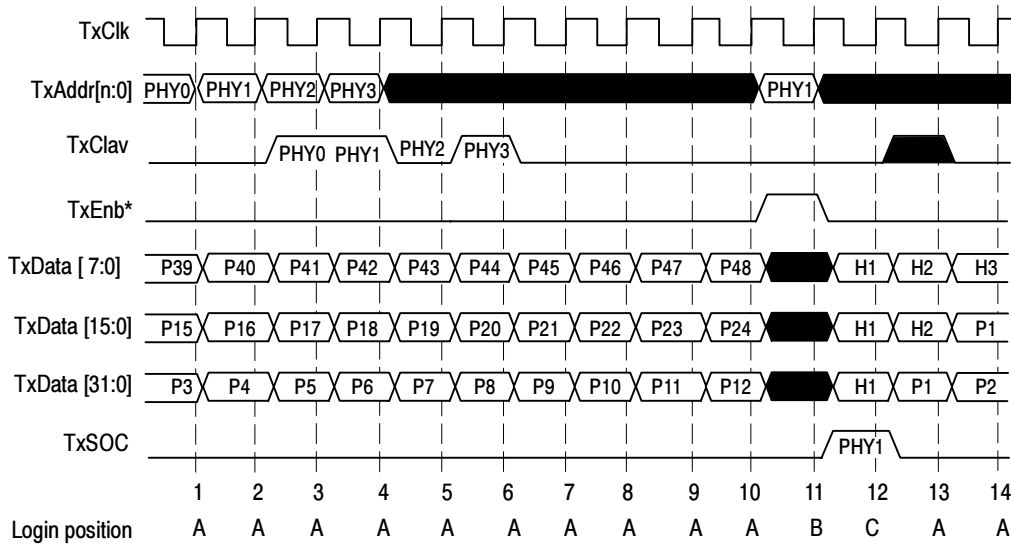 TxClk
TxAddr[n:0] PHY0 PHY1 PHY2 PHY3 PHY1
TxClav PHY0 PHY1 PHY2 PHY3
TxEnb*
TxData [ 7:0] P39 P40 P41 P42 P43 P44 P45 P46 P47 P48 H1 H2 H3
TxData [15:0] P15 P16 P17 P18 P19 P20 P21 P22 P23 P24 H1 H2 P1
TxData [31:0] P3 P4 P5 P6 P7 P8 P9 P10 P11 P12 H1 P1 P2
TxSOC PHY1
1 2 3 4 5 6 7 8 9 10 11 12 13 14
Login position A A A A A A A A A A B C A A